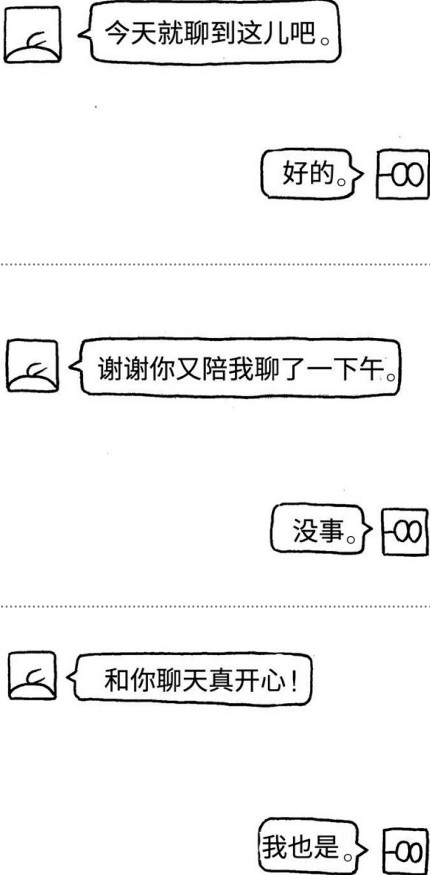 今天就聊到这儿吧。
好的。
谢谢你又陪我聊了一下午。
没事。
和你聊天真开心！
我也是。